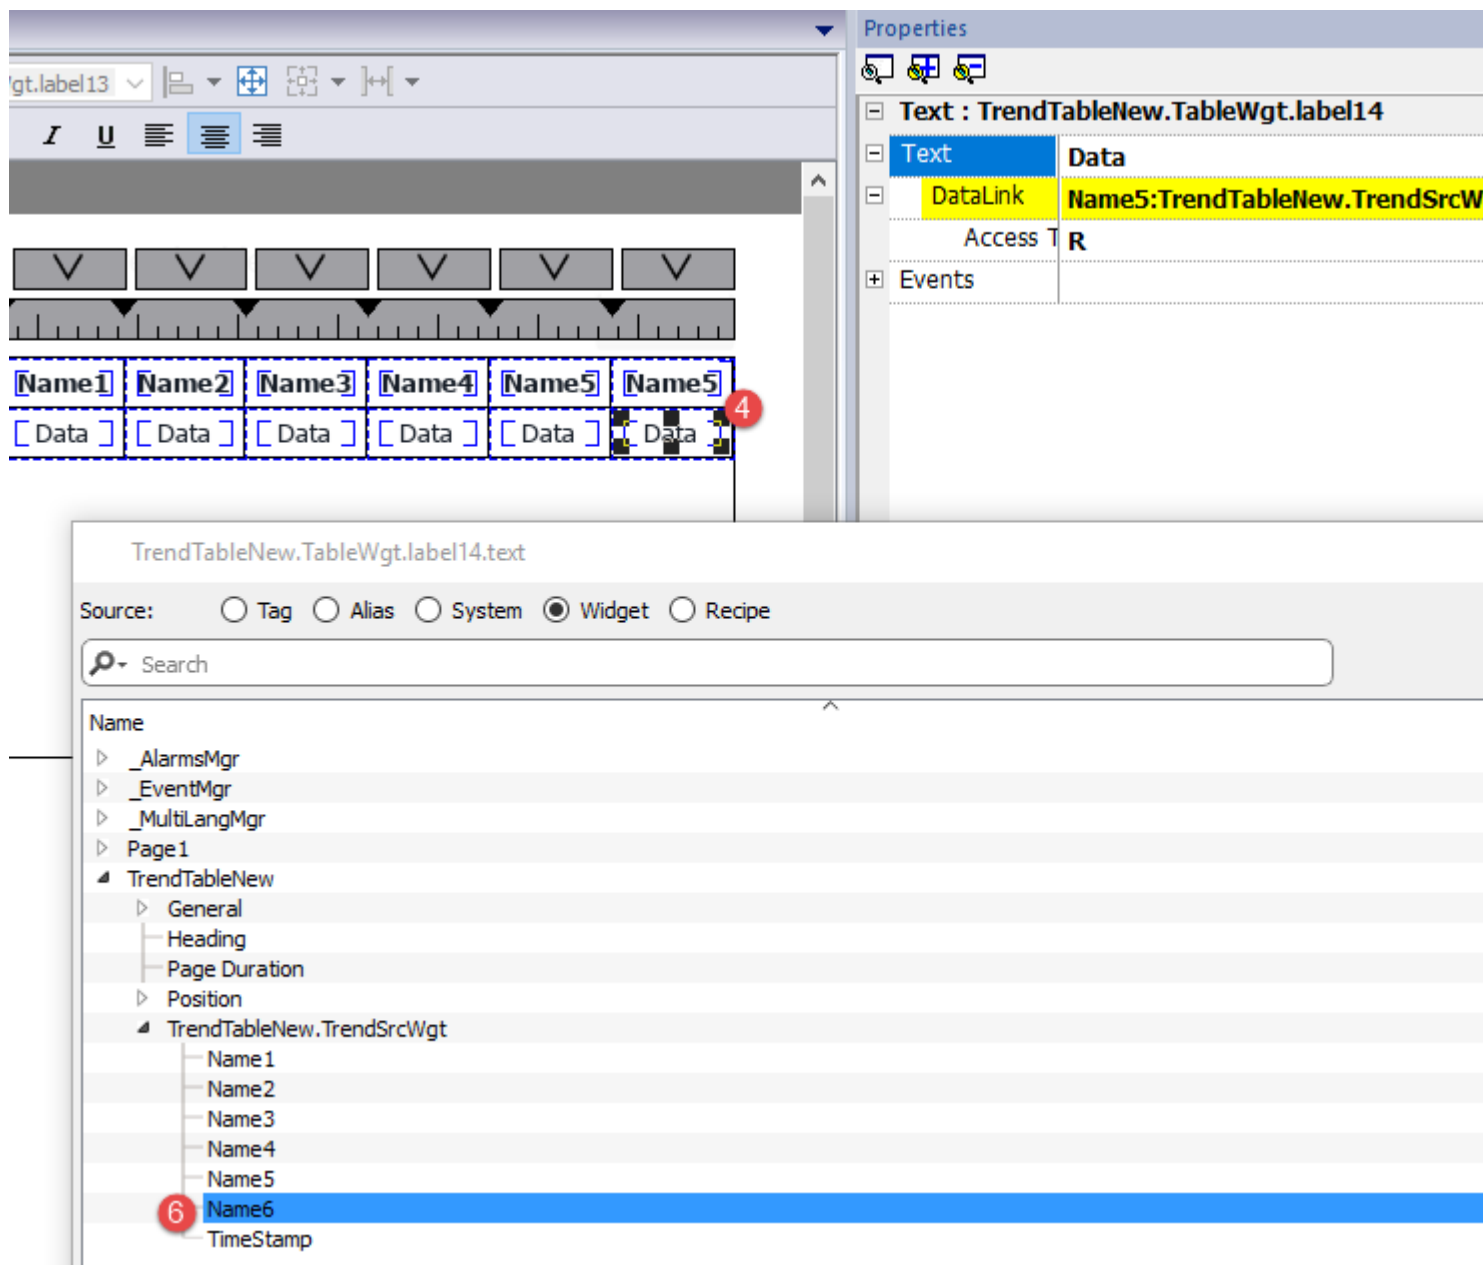 Properties
gt.label13
I U
Text : TrendTableNew.TableWgt.label14
Text Data
DataLink Name5:TrendTableNew.TrendSrcW
Access T R
Events
Name1 Name2 Name3 Name4 Name5 Name5
4
Data Data Data Data Data Data
TrendTableNew.TableWgt.label14.text
Source: Tag Alias System Widget Recipe
Search
Name
_AlarmsMgr
_EventMgr
_MultiLangMgr
Page1
TrendTableNew
General
Heading
Page Duration
Position
TrendTableNew.TrendSrcWgt
Name1
Name2
Name3
Name4
Name5
6 Name6
TimeStamp